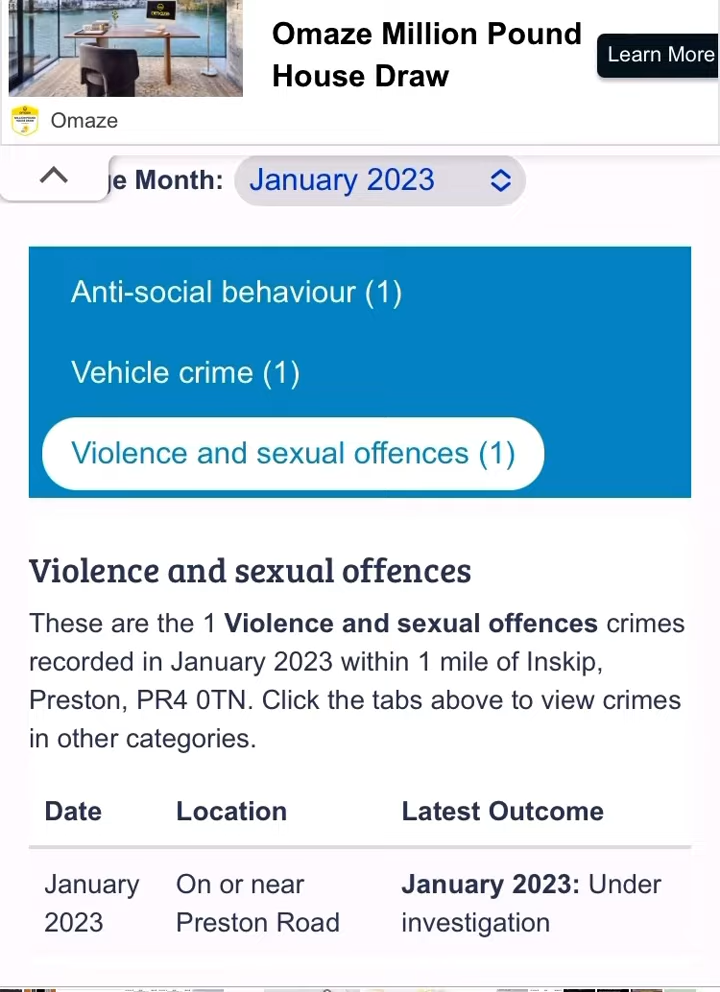 Omaze Million Pound
House Draw
Learn More
Omaze
e Month: January 2023
Anti-social behaviour (1)
Vehicle crime (1)
Violence and sexual offences (1)
Violence and sexual offences
These are the 1 Violence and sexual offences crimes
recorded in January 2023 within 1 mile of Inskip,
Preston, PR4 0TN. Click the tabs above to view crimes
in other categories.
Date Location Latest Outcome
January On or near January 2023: Under
2023 Preston Road investigation